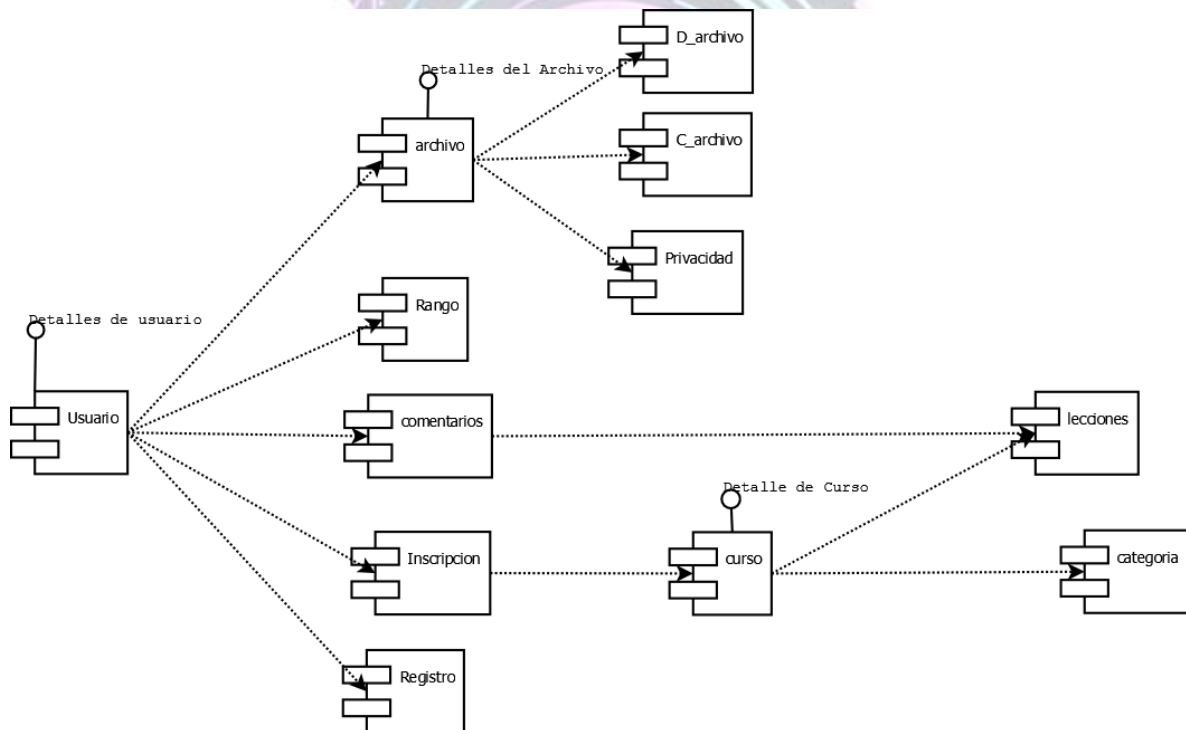 D_archivo
Detalles del Archivo
archivo
C_archivo
Privacidad
Rango
Detalles de usuario
Usuario
comentarios
lecciones
Detalle de Curso
Inscripcion
curso
categoria
Registro